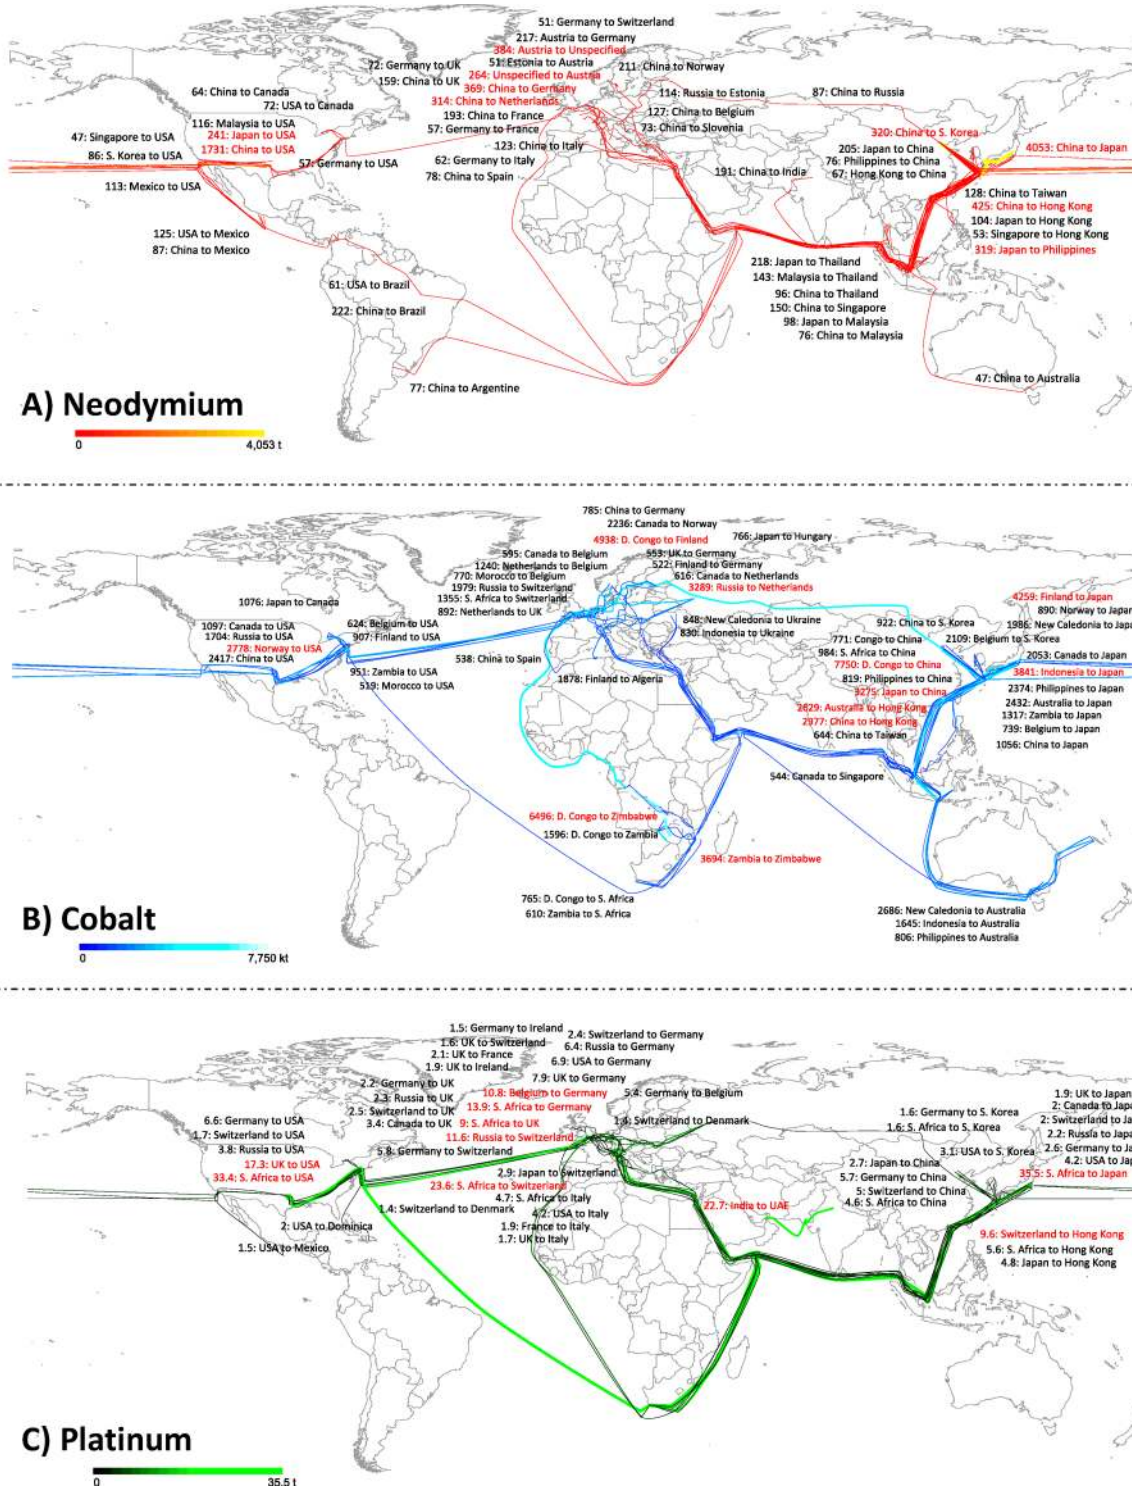 51: Germany to Switzerland
217: Austria to Germany
384: Austria to Unspecified
72: Germany to UK
51: Estonia to Austria
211: China to Norway
159: China to UK
264: Unspecified to Austria
369: China to Germany
64: China to Canada
314: China to Netherlands
114: Russia to Estonia
87: China to Russia
72: USA to Canada
193: China to France
127: China to Belgium
116: Malaysia to USA
57: Germany to France
73: China to Slovenia
47: Singapore to USA
241: Japan to USA
320: China to S. Korea
1731: China to USA
123: China to Italy
205: Japan to China
4053: China to Japan
86: S. Korea to USA
57: Germany to USA
62: Germany to Italy
76: Philippines to China
78: China to Spain
191: China to India
67: Hong Kong to China
113: Mexico to USA
128: China to Taiwan
425: China to Hong Kong
104: Japan to Hong Kong
125: USA to Mexico
53: Singapore to Hong Kong
87: China to Mexico
319: Japan to Philippines
218: Japan to Thailand
143: Malaysia to Thailand
61: USA to Brazil
96: China to Thailand
222: China to Brazil
150: China to Singapore
98: Japan to Malaysia
76: China to Malaysia
77: China to Argentine
47: China to Australia
A) Neodymium
0 4,053 t
785: China to Germany
2236: Canada to Norway
4938: D. Congo to Finland
766: Japan to Hungary
595: Canada to Belgium
553: UK to Germany
1240: Netherlands to Belgium
522: Finland to Germany
770: Morocco to Belgium
616: Canada to Netherlands
1979: Russia to Switzerland
3289: Russia to Netherlands
1355: S. Africa to Switzerland
1076: Japan to Canada
892: Netherlands to UK
4259: Finland to Japan
890: Norway to Japan
1097: Canada to USA
624: Belgium to USA
848: New Caledonia to Ukraine
922: China to S. Korea
1986: New Caledonia to Japa
1704: Russia to USA
907: Finland to USA
830: Indonesia to Ukraine
771: Congo to China
2109: Belgium to S. Korea
2778: Norway to USA
984: S. Africa to China
2053: Canada to Japan
2417: China to USA
538: China to Spain
7750: D. Congo to China
951: Zambia to USA
1878: Finland to Algeria
819: Philippines to China
3841: Indonesia to Japan
519: Morocco to USA
3275: Japan to China
2374: Philippines to Japan
2829: Australia to Hong Kong
2432: Australia to Japan
2977: China to Hong Kong
1317: Zambia to Japan
644: China to Taiwan
739: Belgium to Japan
1056: China to Japan
544: Canada to Singapore
6496: D. Congo to Zimbabwe
1596: D. Congo to Zambia
3694: Zambia to Zimbabwe
765: D. Congo to S. Africa
610: Zambia to S. Africa
2686: New Caledonia to Australia
1645: Indonesia to Australia
806: Philippines to Australia
B) Cobalt
0 7,750 kt
1.5: Germany to Ireland
2.4: Switzerland to Germany
1.6: UK to Switzerland
6.4: Russia to Germany
2.1: UK to France
6.9: USA to Germany
1.9: UK to Ireland
7.9: UK to Germany
2.2: Germany to UK
10.8: Belgium to Germany
5.4: Germany to Belgium
1.9: UK to Japan
2.3: Russia to UK
13.9: S. Africa to Germany
2: Canada to Japa
2.5: Switzerland to UK
1.6: Germany to S. Korea
6.6: Germany to USA
3.4: Canada to UK
9: S. Africa to UK
1.4: Switzerland to Denmark
2: Switzerland to Ja
1.7: Switzerland to USA
11.6: Russia to Switzerland
1.6: S. Africa to S. Korea
2.2: Russia to Japa
3.8: Russia to USA
5.8: Germany to Switzerland
3.1: USA to S. Korea
2.6: Germany to Ja
17.3: UK to USA
2.7: Japan to China
4.2: USA to Jap
33.4: S. Africa to USA
2.9: Japan to Switzerland
5.7: Germany to China
35.5: S. Africa to Japan
23.6: S. Africa to Switzerland
5: Switzerland to China
4.7: S. Africa to Italy
4.6: S. Africa to China
1.4: Switzerland to Denmark
4.2: USA to Italy
22.7: India to UAE
2: USA to Dominica
1.9: France to Italy
9.6: Switzerland to Hong Kong
1.7: UK to Italy
1.5: USA to Mexico
5.6: S. Africa to Hong Kong
4.8: Japan to Hong Kong
C) Platinum
0 35.5 t